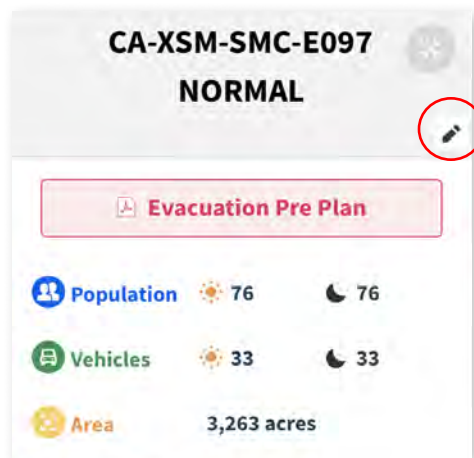 CA-XSM-SMC-E097
NORMAL
Evacuation Pre Plan
Population 76 76
Vehicles 33 33
Area 3,263 acres